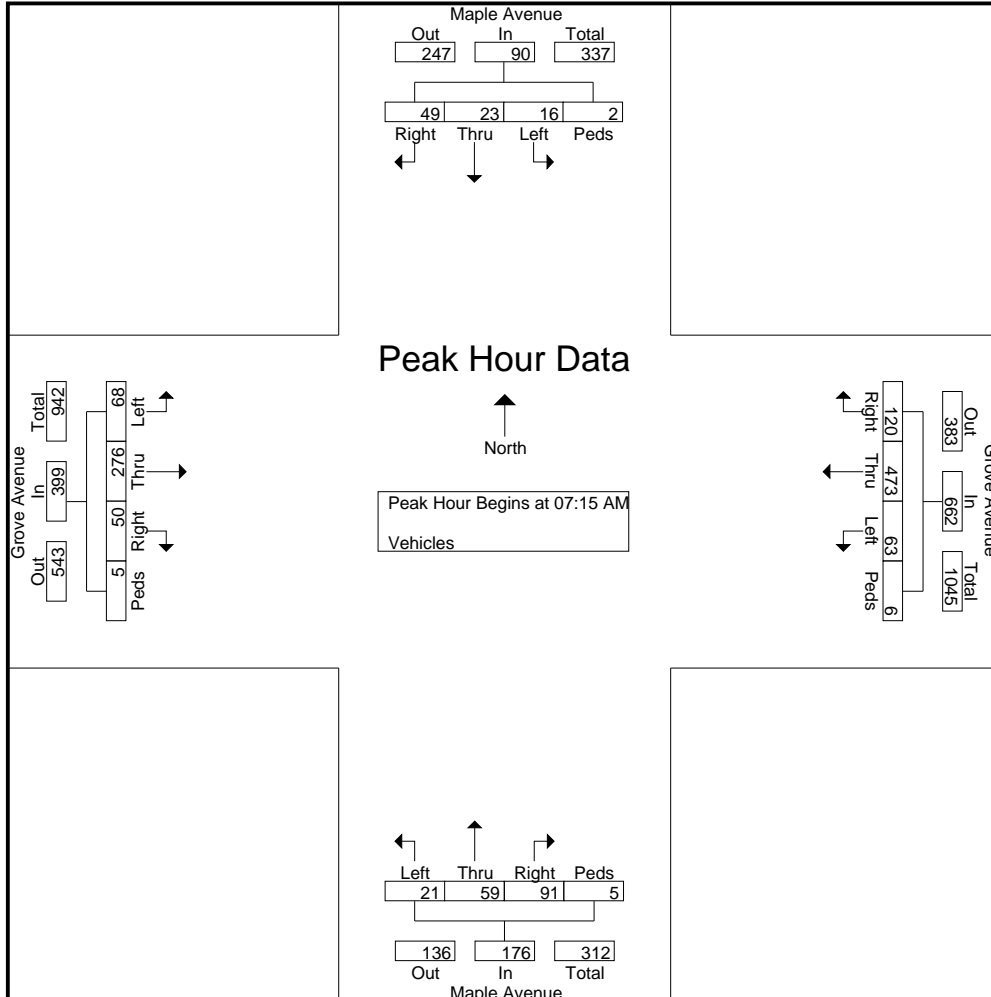 Maple Avenue
Out In Total
247 90 337
49 23 16 2
Right Thru Left Peds
Peak Hour Data
North
Peak Hour Begins at 07:15 AM
Vehicles
Grove Avenue
Total In Out
942 399 543
68 276 50 5
Left Thru Right Peds
Right Thru Left Peds
120 473 63 6
Out In Total
383 662 1045
Grove Avenue
Left Thru Right Peds
21 59 91 5
136 176 312
Out In Total
Maple Avenue